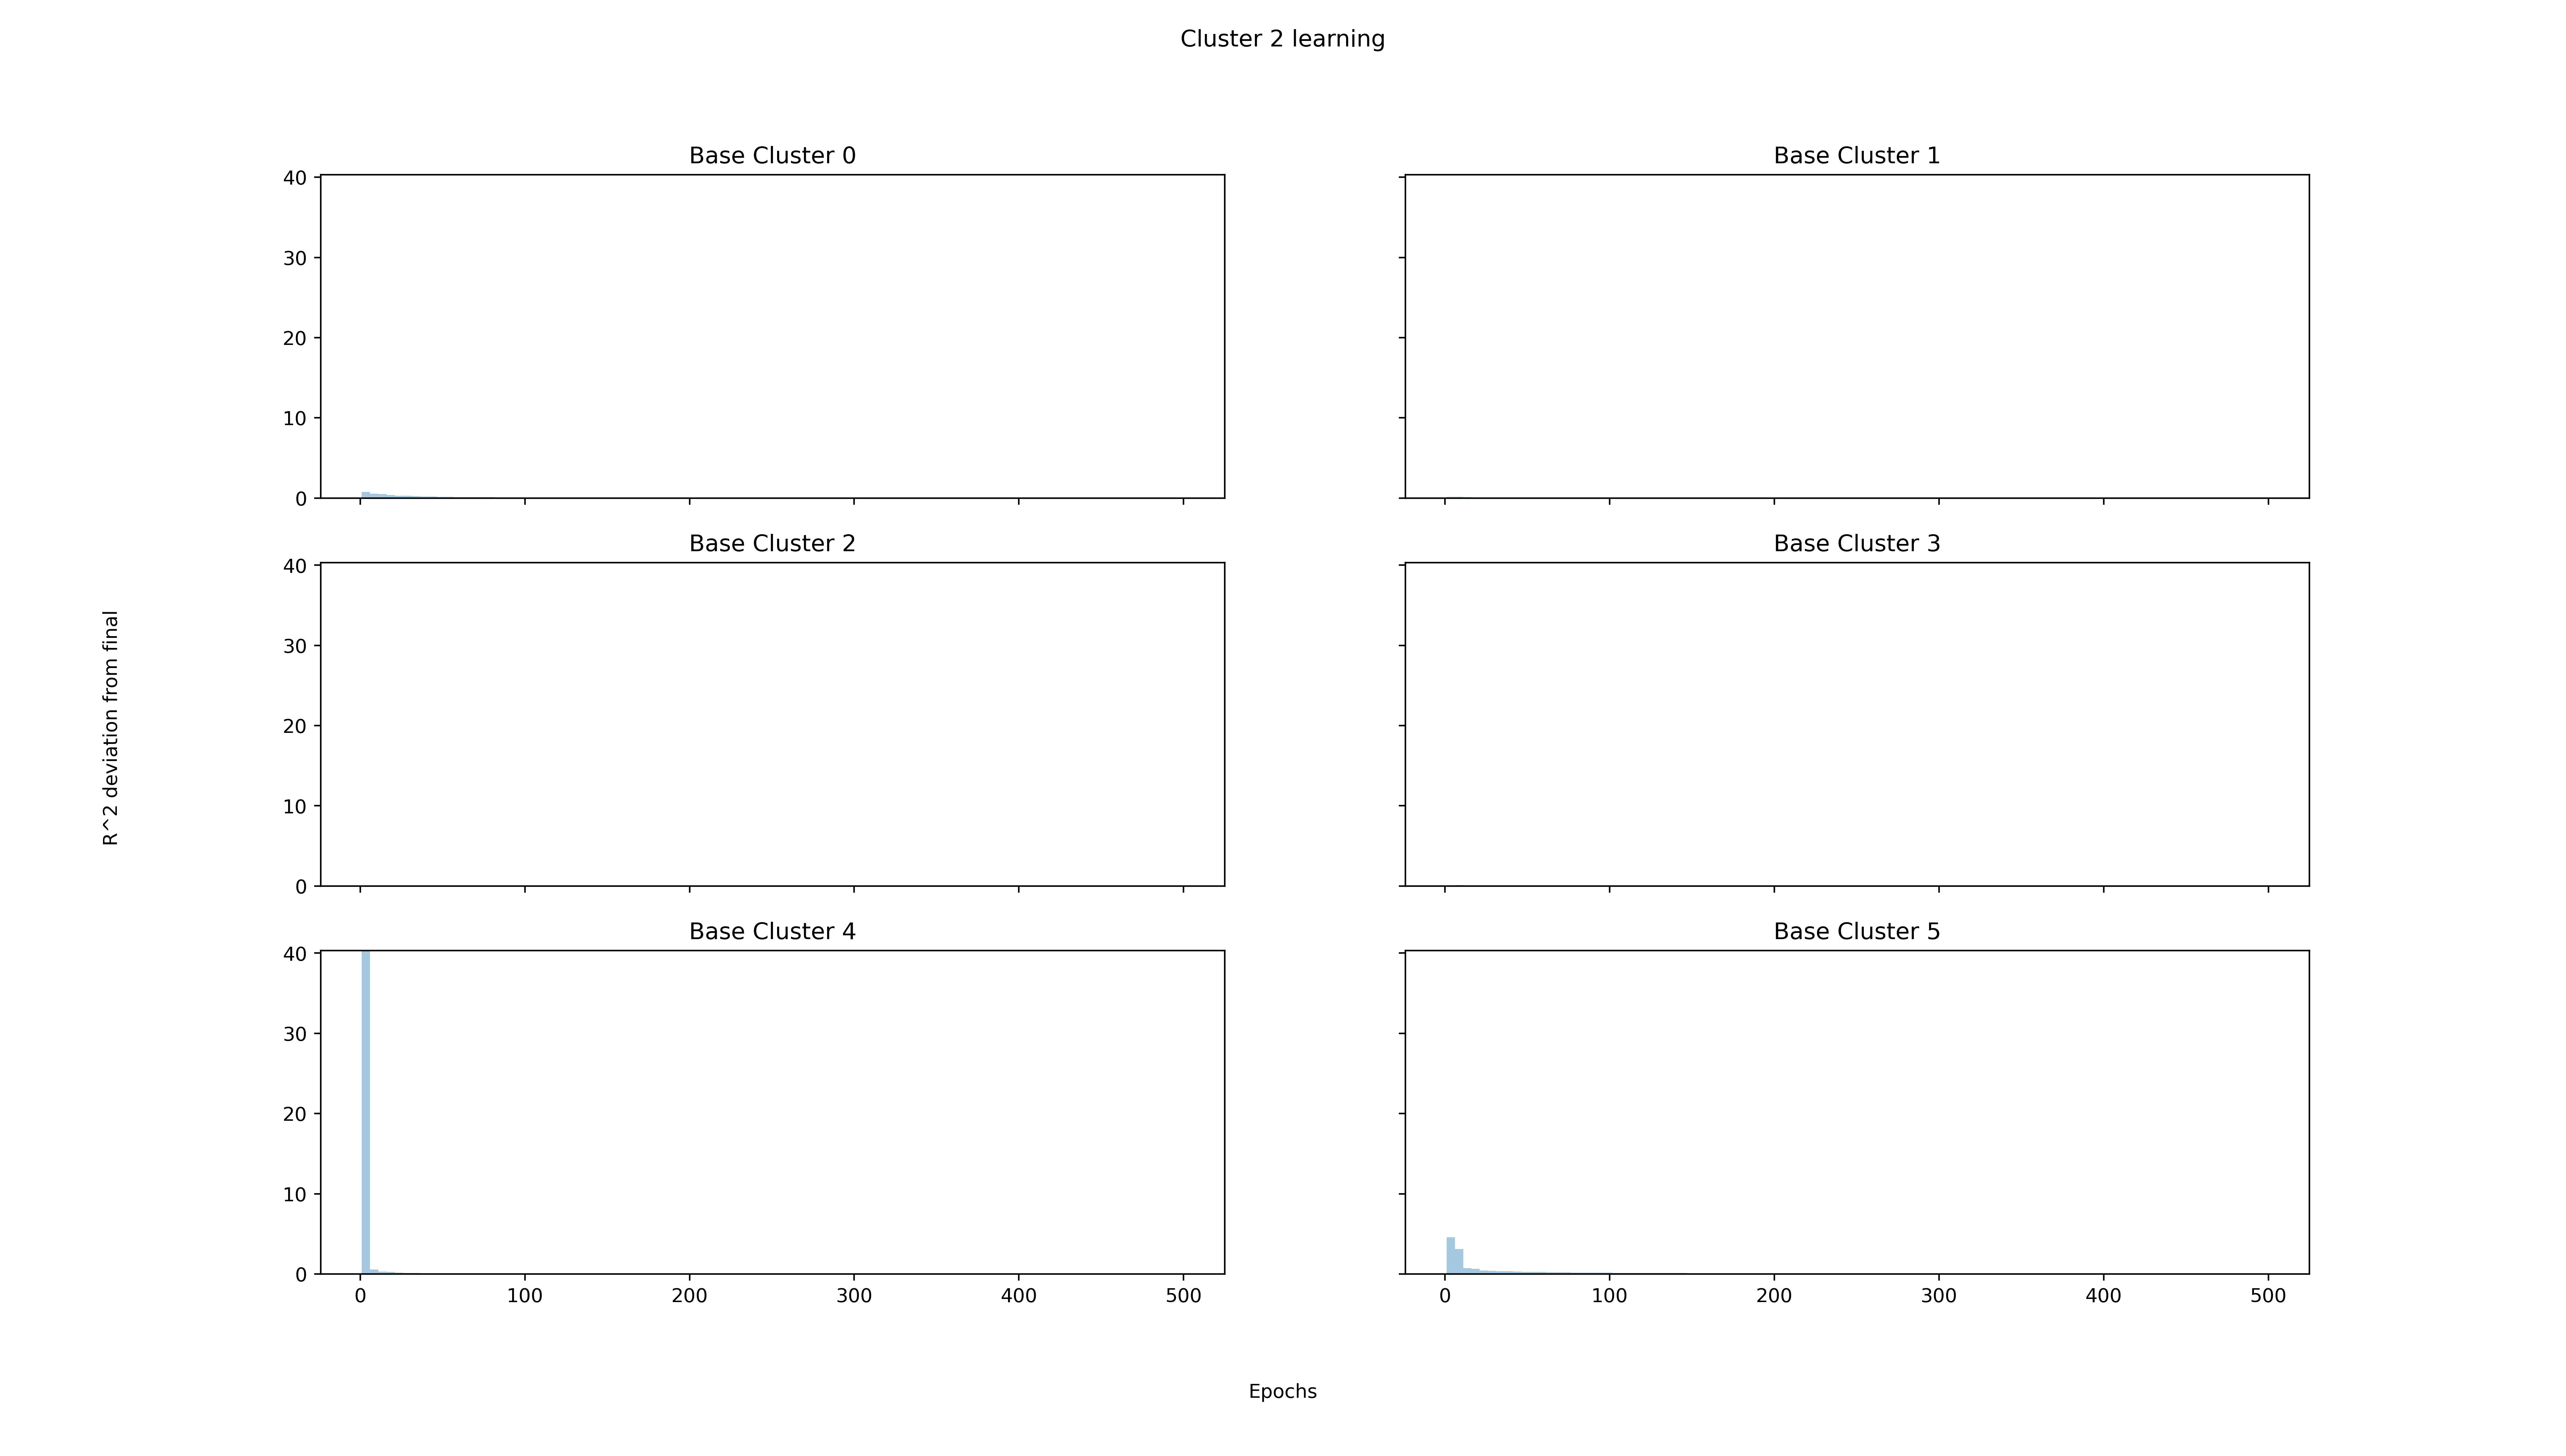 Cluster 2 learning
Base Cluster 0
Base Cluster 1
40
30
20
10
0
Base Cluster 2
Base Cluster 3
40
30
20
10
0
R^2 deviation from final
Base Cluster 4
Base Cluster 5
40
30
20
10
0
0 100 200 300 400 500
0 100 200 300 400 500
Epochs